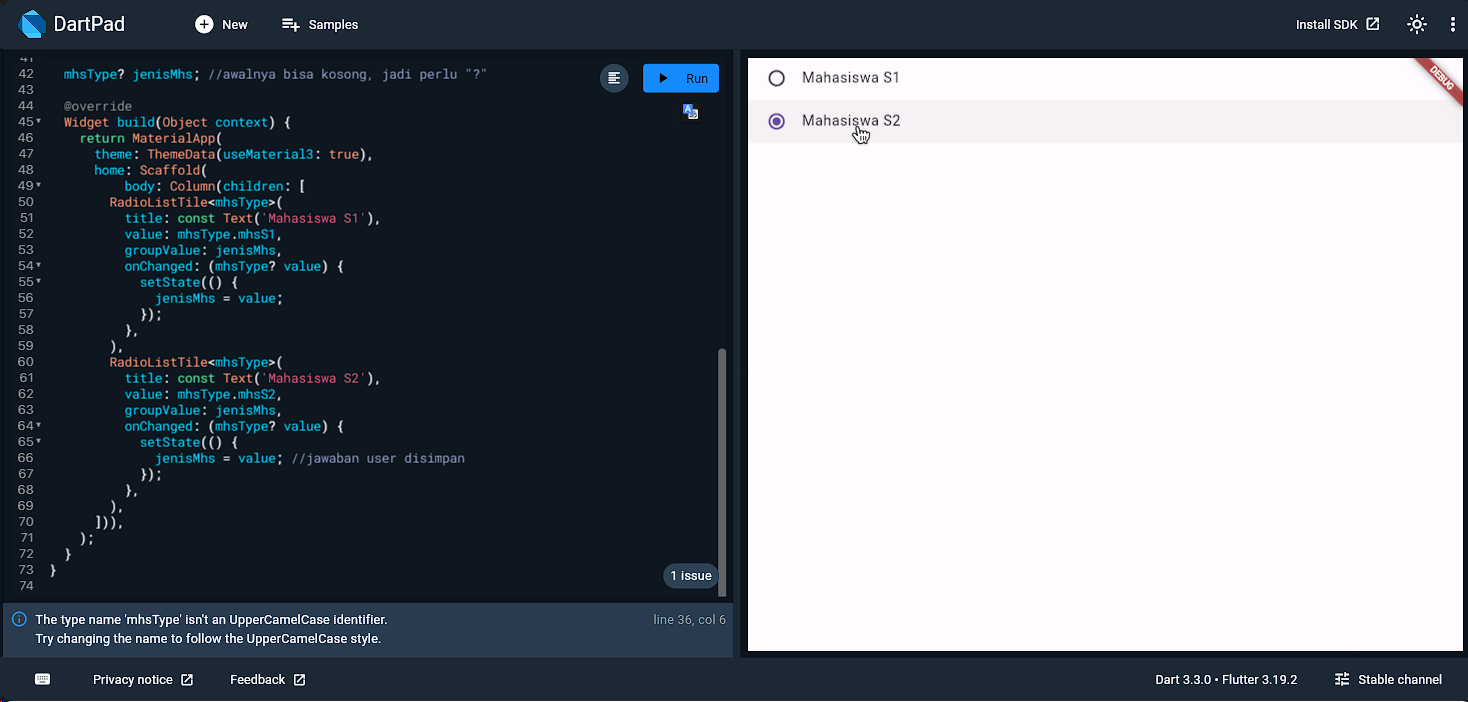 DartPad
New
Samples
Install SDK
41
42 mhsType? jenisMhs; //awalnya bisa kosong, jadi perlu "?"
43
44 @override
45 Widget build(Object context) {
46 return MaterialApp(
47 theme: ThemeData(useMaterial3: true),
48 home: Scaffold(
49 body: Column(children: [
50 RadioListTile<mhsType>(
51 title: const Text('Mahasiswa S1'),
52 value: mhsType.mhsS1,
53 groupValue: jenisMhs,
54 onChanged: (mhsType? value) {
55 setState(() {
56 jenisMhs = value;
57 });
58 },
59 ),
60 RadioListTile<mhsType>(
61 title: const Text('Mahasiswa S2'),
62 value: mhsType.mhsS2,
63 groupValue: jenisMhs,
64 onChanged: (mhsType? value) {
65 setState(() {
66 jenisMhs = value; //jawaban user disimpan
67 });
68 },
69 ),
70 ])),
71 );
72 }
73 }
74
Run
1 issue
The type name 'mhsType' isn't an UpperCamelCase identifier.
Try changing the name to follow the UpperCamelCase style.
line 36, col 6
Mahasiswa S1
Mahasiswa S2
DEBUG
Privacy notice
Feedback
Dart 3.3.0 • Flutter 3.19.2
Stable channel